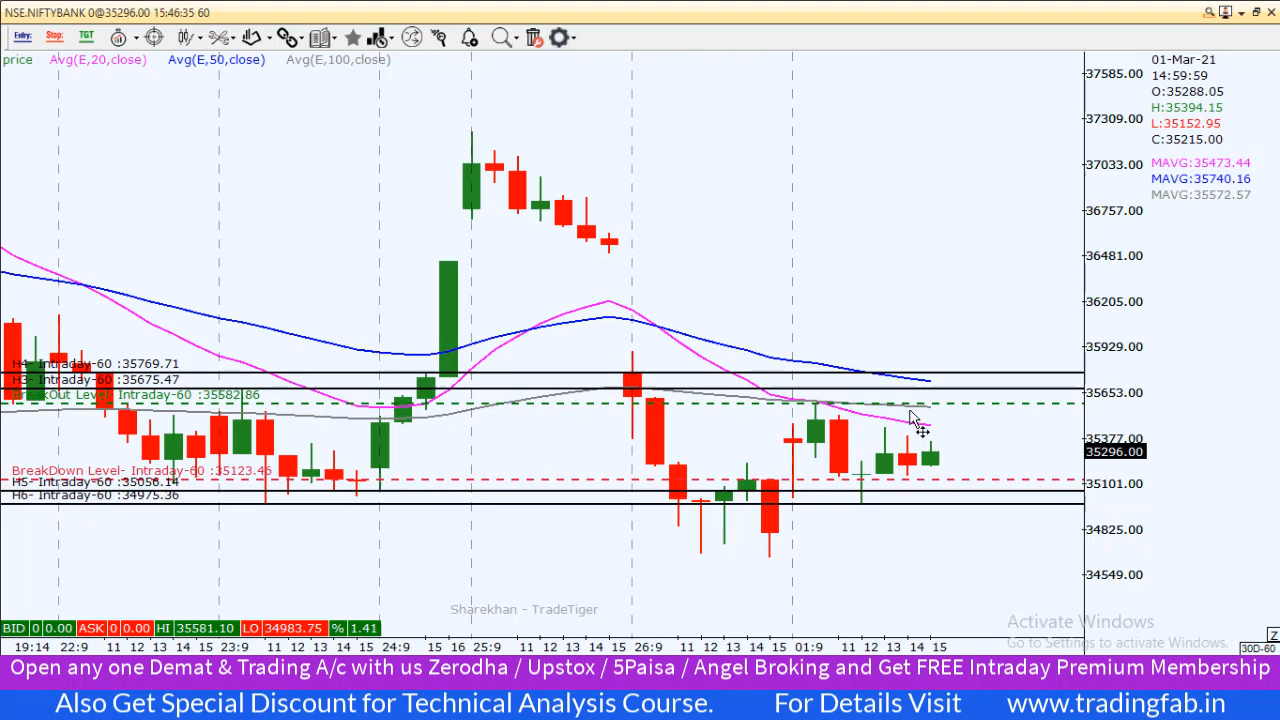 NSE.NIFTYBANK 0@35296.00 15:46:35 60
Entry: Stop: TGT
price Avg(E,20,close) Avg(E,50,close) Avg(E,100,close)
01-Mar-21
14:59:59
O:35288.05
H:35394.15
L:35152.95
C:35215.00
MAVG:35473.44
MAVG:35740.16
MAVG:35572.57
37585.00
37309.00
37033.00
36757.00
36481.00
36205.00
35929.00
35653.00
35377.00
35296.00
35101.00
34825.00
34549.00
H4- Intraday-60 :35769.71
H3- Intraday-60 :35675.47
BreakOut Level- Intraday-60 :35582.86
BreakDown Level- Intraday-60 :35123.46
H5- Intraday-60 :35056.14
H6- Intraday-60 :34975.36
Sharekhan - TradeTiger
Activate Windows
Go to Settings to activate Windows.
BID 0 0.00 ASK 0 0.00 HI 35581.10 LO 34983.75 % 1.41
Z
19:14 22:9 11 12 13 14 15 23:9 11 12 13 14 15 24:9 15 16 25:9 11 12 13 14 15 26:9 11 12 13 14 15 01:9 11 12 13 14 15 30D-60
Open any one Demat & Trading A/c with us Zerodha / Upstox / 5Paisa / Angel Broking and Get FREE Intraday Premium Membership
Also Get Special Discount for Technical Analysis Course. For Details Visit www.tradingfab.in